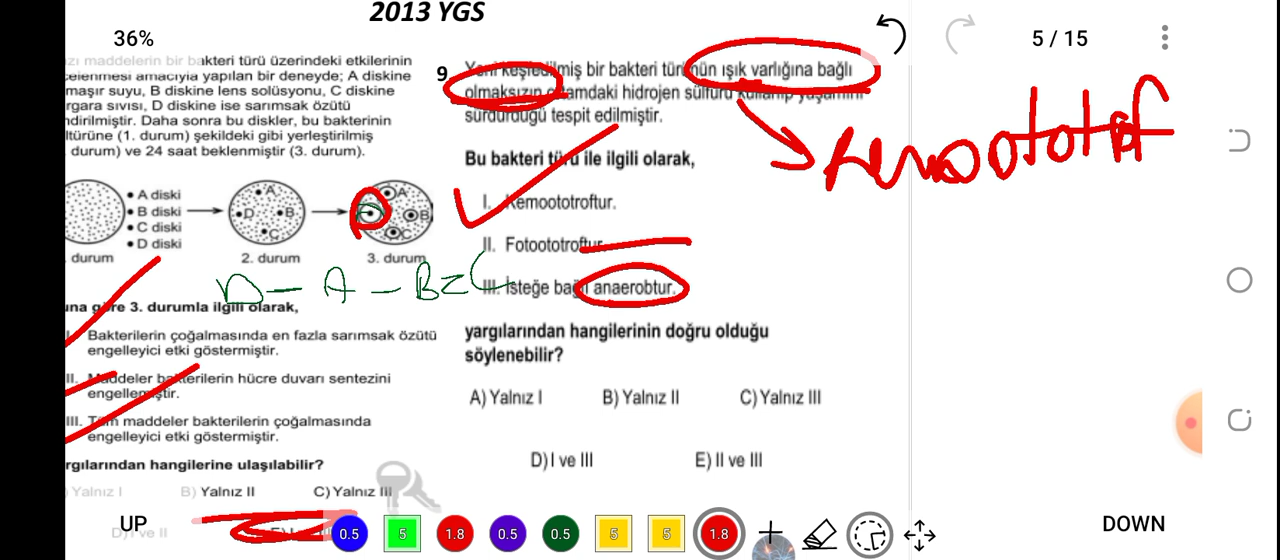 2013 YGS
36%
5 / 15
zı maddelerin bir bakteri türü üzerindeki etkilerinin
celenmesi amacıyla yapılan bir deneyde; A diskine
maşır suyu, B diskine lens solüsyonu, C diskine
rgara sıvısı, D diskine ise sarımsak özütü
ndirilmiştir. Daha sonra bu diskler, bu bakterinin
ltürüne (1. durum) şekildeki gibi yerleştirilmiş
durum) ve 24 saat beklenmiştir (3. durum).
• A diski
• B diski
• C diski
• D diski
A
D
B
C
A
B
C
durum
2. durum
3. durum
D - A - B = C
una göre 3. durumla ilgili olarak,
I. Bakterilerin çoğalmasında en fazla sarımsak özütü
engelleyici etki göstermiştir.
II. Maddeler bakterilerin hücre duvarı sentezini
engellemiştir.
III. Tüm maddeler bakterilerin çoğalmasında
engelleyici etki göstermiştir.
rgılarından hangilerine ulaşılabilir?
) Yalnız I B) Yalnız II C) Yalnız III
D) I ve II E) I
9. Yeni keşfedilmiş bir bakteri türünün ışık varlığına bağlı
olmaksızın ortamdaki hidrojen sülfürü kullanıp yaşamını
sürdürdüğü tespit edilmiştir.
Bu bakteri türü ile ilgili olarak,
I. Kemoototroftur.
II. Fotoototroftur.
III. İsteğe bağlı anaerobtur.
yargılarından hangilerinin doğru olduğu
söylenebilir?
A) Yalnız I B) Yalnız II C) Yalnız III
D) I ve III E) II ve III
UP
0.5 5 1.8 0.5 0.5 5 5 1.8
DOWN